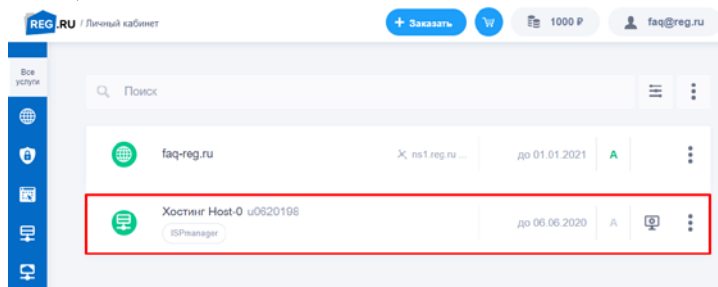 REG.RU / Личный кабинет
+ Заказать
1000 ₽
faq@reg.ru
Все услуги
Поиск
faq-reg.ru
ns1.reg.ru ...
до 01.01.2021
A
Хостинг Host-0 u0620198
ISPmanager
до 06.06.2020
A